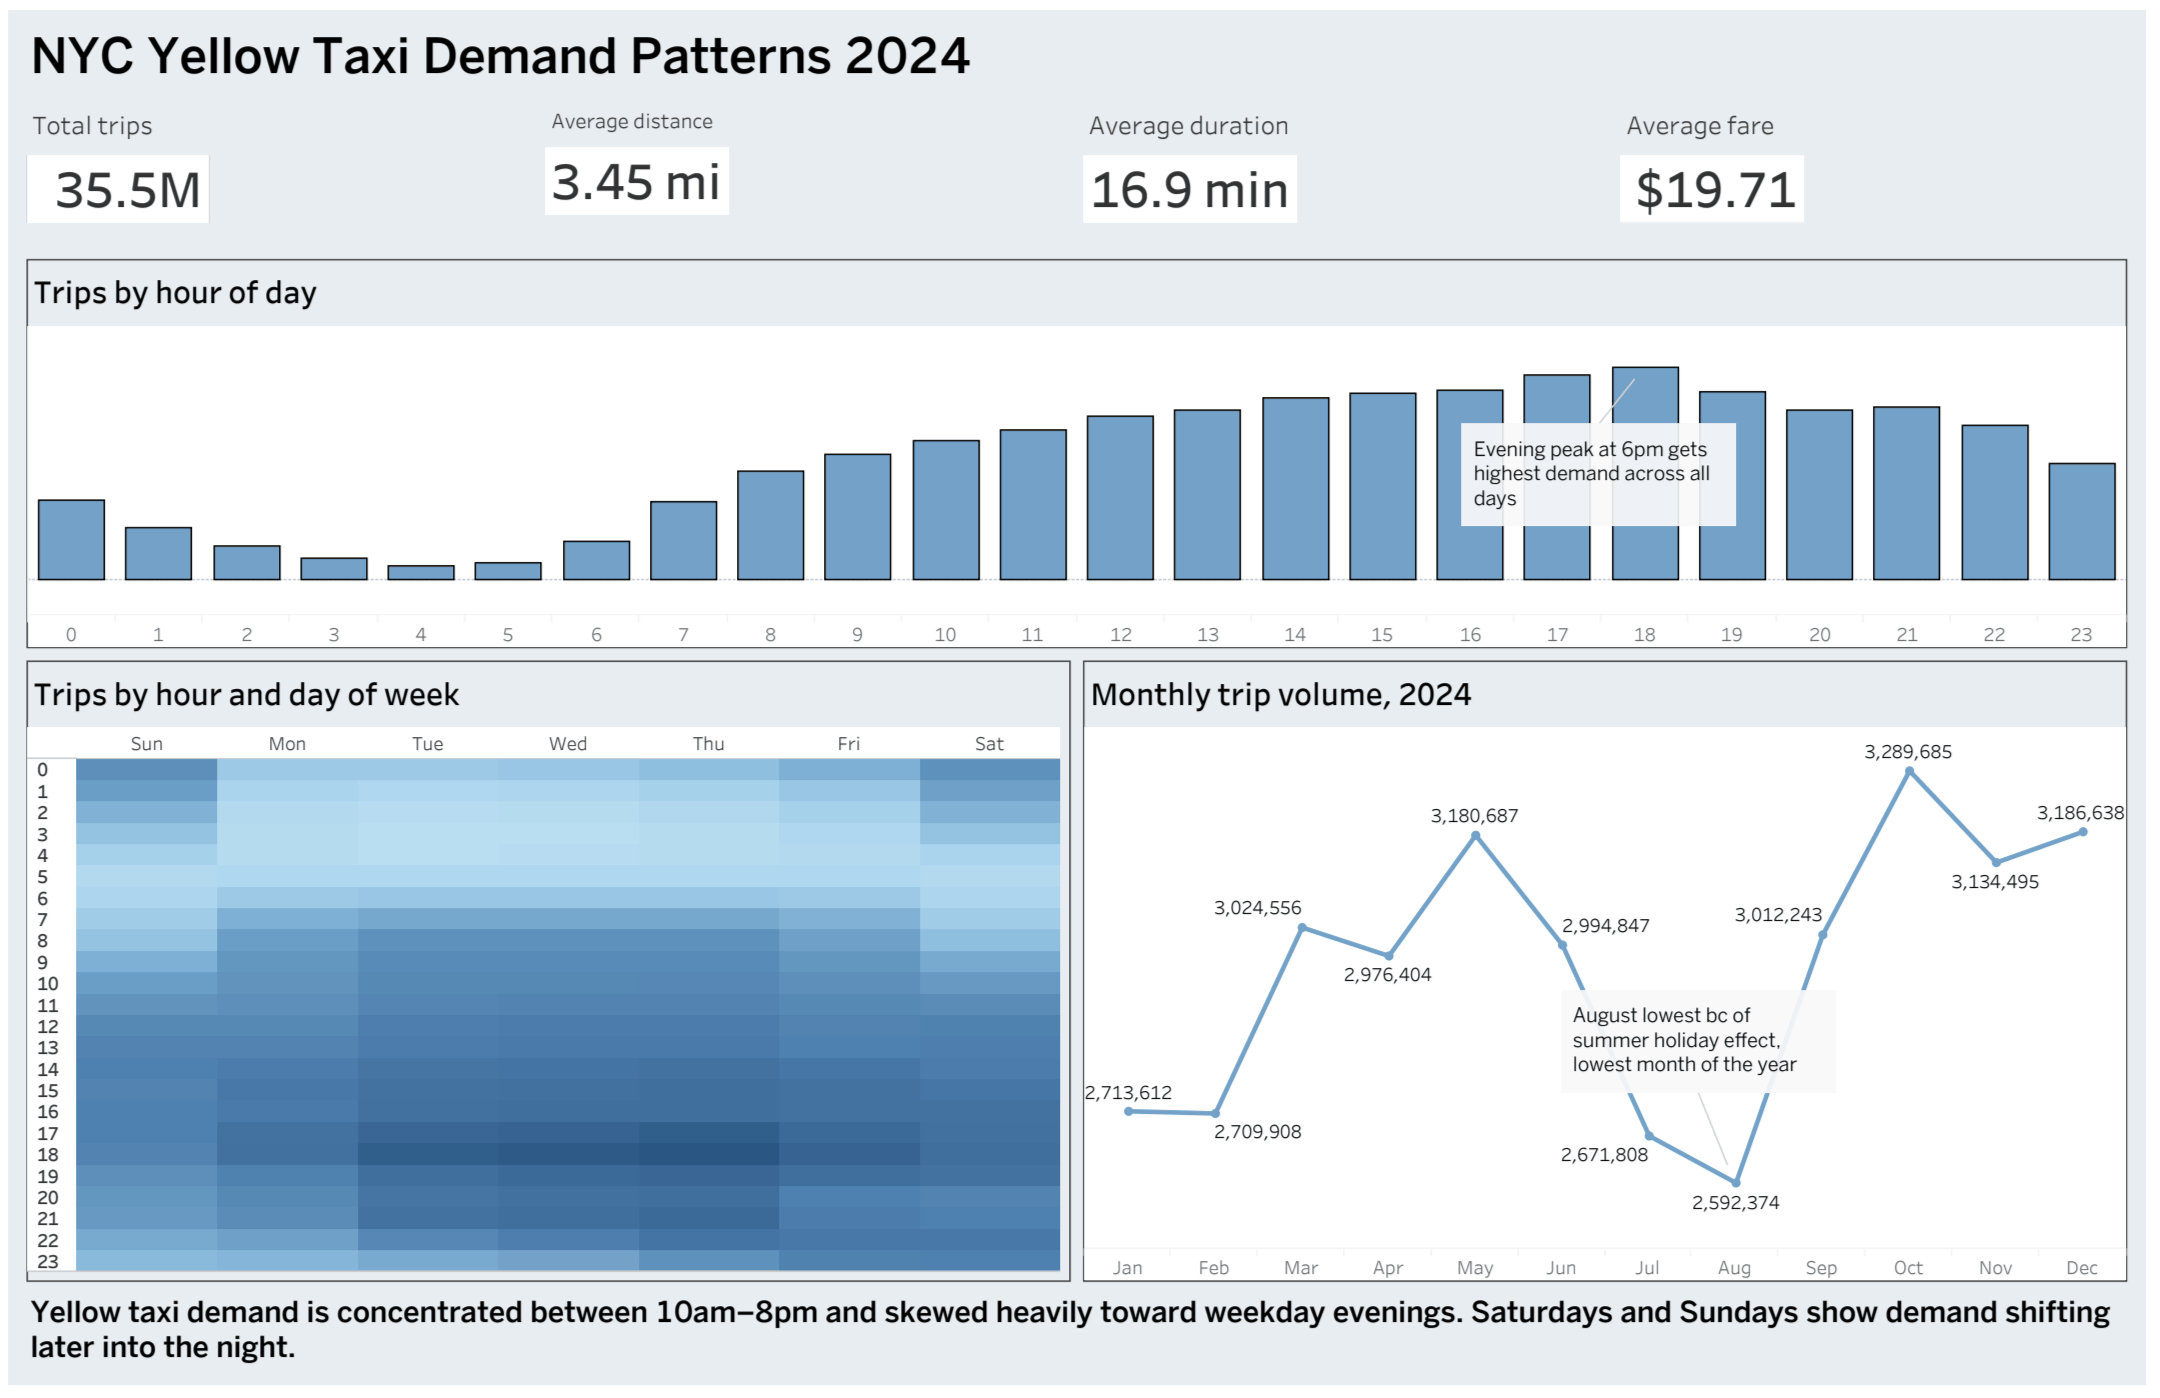 NYC Yellow Taxi Demand Patterns 2024
Total trips
Average distance
Average duration
Average fare
35.5M
3.45 mi
16.9 min
$19.71
Trips by hour of day
Evening peak at 6pm gets
highest demand across all
days
0 1 2 3 4 5 6 7 8 9 10 11 12 13 14 15 16 17 18 19 20 21 22 23
Trips by hour and day of week
Sun Mon Tue Wed Thu Fri Sat
0
1
2
3
4
5
6
7
8
9
10
11
12
13
14
15
16
17
18
19
20
21
22
23
Monthly trip volume, 2024
3,289,685
3,180,687
3,186,638
3,134,495
3,024,556
3,012,243
2,994,847
2,976,404
August lowest bc of
summer holiday effect,
lowest month of the year
2,713,612
2,709,908
2,671,808
2,592,374
Jan Feb Mar Apr May Jun Jul Aug Sep Oct Nov Dec
Yellow taxi demand is concentrated between 10am–8pm and skewed heavily toward weekday evenings. Saturdays and Sundays show demand shifting
later into the night.